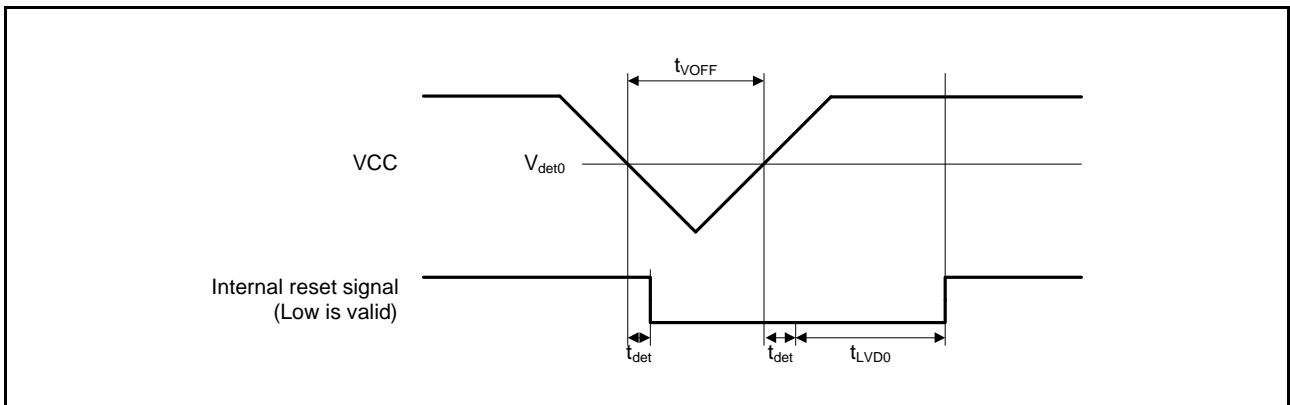 tVOFF
VCC
Vdet0
Internal reset signal
(Low is valid)
tdet
tdet
tLVD0